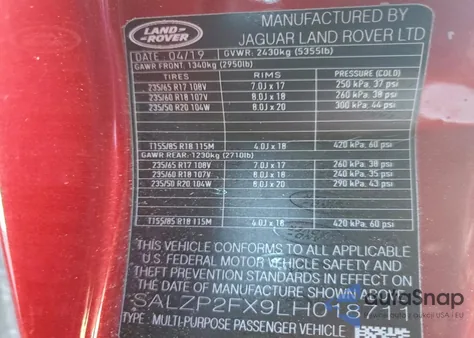 LAND ROVER
MANUFACTURED BY
JAGUAR LAND ROVER LTD
DATE: 04/19 GVWR: 2430kg (5355lb)
GAWR FRONT: 1340kg (2950lb)
TIRES RIMS PRESSURE (COLD)
235/65 R17 108V 7.0J x 17 250 kPa, 37 psi
235/60 R18 107V 8.0J x 18 260 kPa, 38 psi
235/50 R20 104W 8.0J x 20 300 kPa, 44 psi
T155/85 R18 115M 4.0J x 18 420 kPa, 60 psi
GAWR REAR: 1230kg (2710lb)
235/65 R17 108V 7.0J x 17 260 kPa, 38 psi
235/60 R18 107V 8.0J x 18 240 kPa, 35 psi
235/50 R20 104W 8.0J x 20 290 kPa, 43 psi
T155/85 R18 115M 4.0J x 18 420 kPa, 60 psi
THIS VEHICLE CONFORMS TO ALL APPLICABLE
U.S. FEDERAL MOTOR VEHICLE SAFETY AND
THEFT PREVENTION STANDARDS IN EFFECT ON
THE DATE OF MANUFACTURE SHOWN ABOVE
TYPE: MULTI-PURPOSE PASSENGER VEHICLE
autoSnap